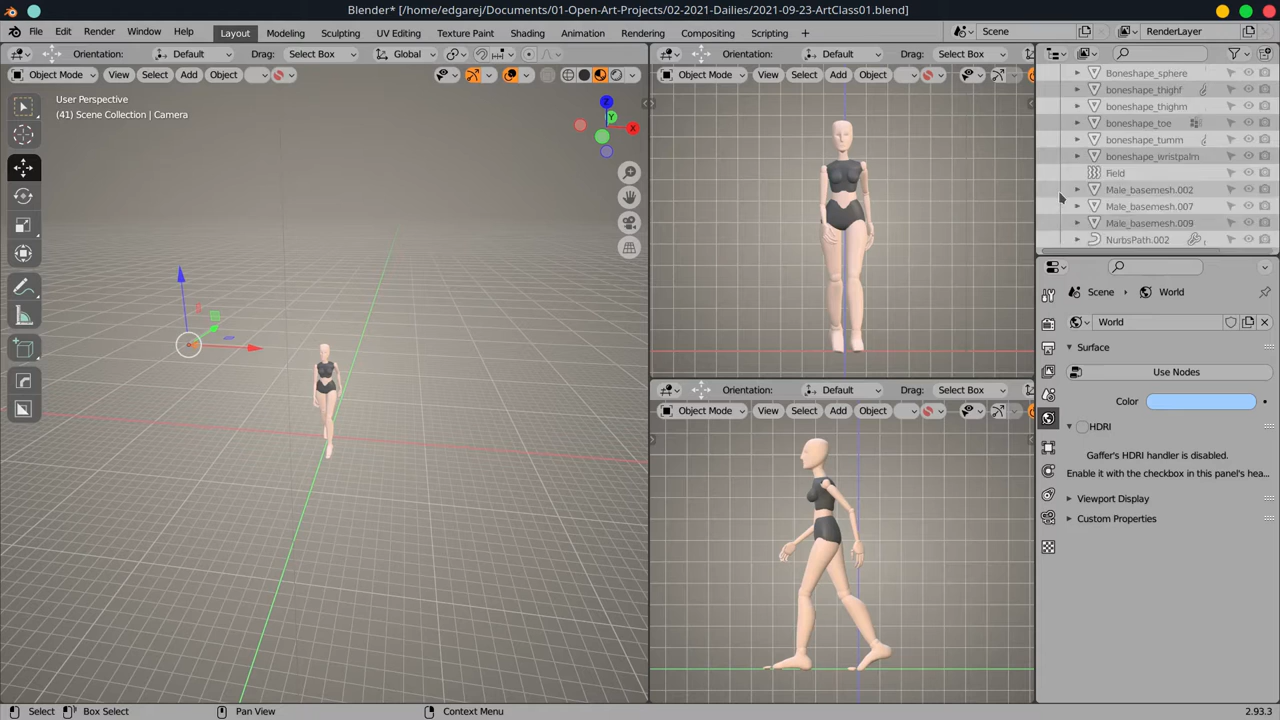 Blender* [/home/edgarej/Documents/01-Open-Art-Projects/02-2021-Dailies/2021-09-23-ArtClass01.blend]
File Edit Render Window Help Layout Modeling Sculpting UV Editing Texture Paint Shading Animation Rendering Compositing Scripting + Scene RenderLayer
Orientation: Default Drag: Select Box Global
Object Mode View Select Add Object
User Perspective
(41) Scene Collection | Camera
Z
Y
X
Orientation: Default Drag: Select Box
Object Mode View Select Add Object
Orientation: Default Drag: Select Box
Object Mode View Select Add Object
Boneshape_sphere
boneshape_thighf
boneshape_thighm
boneshape_toe
boneshape_tumm
boneshape_wristpalm
Field
Male_basemesh.002
Male_basemesh.007
Male_basemesh.009
NurbsPath.002
Scene World
World
Surface
Use Nodes
Color
HDRI
Gaffer's HDRI handler is disabled.
Enable it with the checkbox in this panel's hea...
Viewport Display
Custom Properties
Select Box Select Pan View Context Menu 2.93.3